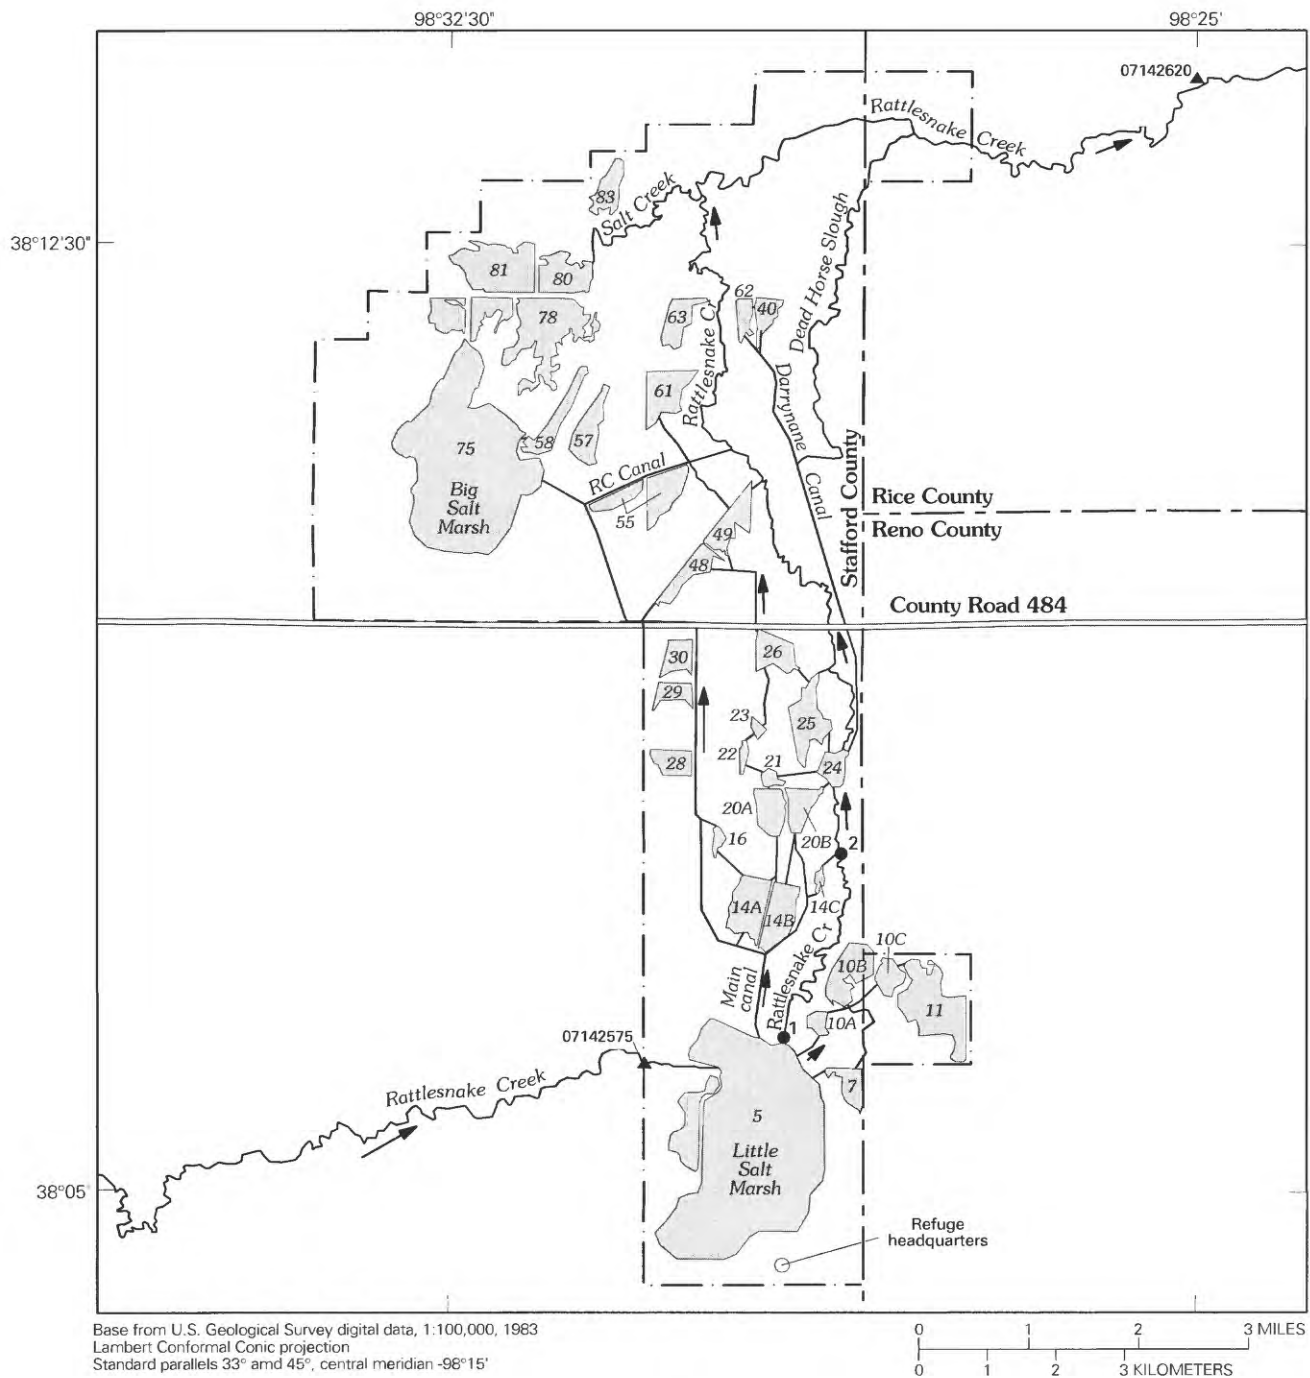 98°32'30"
98°25'
07142620
Rattlesnake
Creek
83
Salt Creek
38°12'30"
81
80
Dead Horse Slough
62
40
78
63
Rattlesnake Cr
Darrynane
Canal
61
75
58
57
Big
Salt
Marsh
RC Canal
55
49
48
Stafford County
Rice County
Reno County
County Road 484
30
26
29
23
25
22
21
28
24
20A
20B
16
2
14A
14B
14C
Rattlesnake Cr
10C
10B
Main
canal
11
10A
1
07142575
Rattlesnake Creek
7
5
Little
Salt
Marsh
38°05'
Refuge
headquarters
Base from U.S. Geological Survey digital data, 1:100,000, 1983
Lambert Conformal Conic projection
Standard parallels 33° amd 45°, central meridian -98°15'
0 1 2 3 MILES
0 1 2 3 KILOMETERS